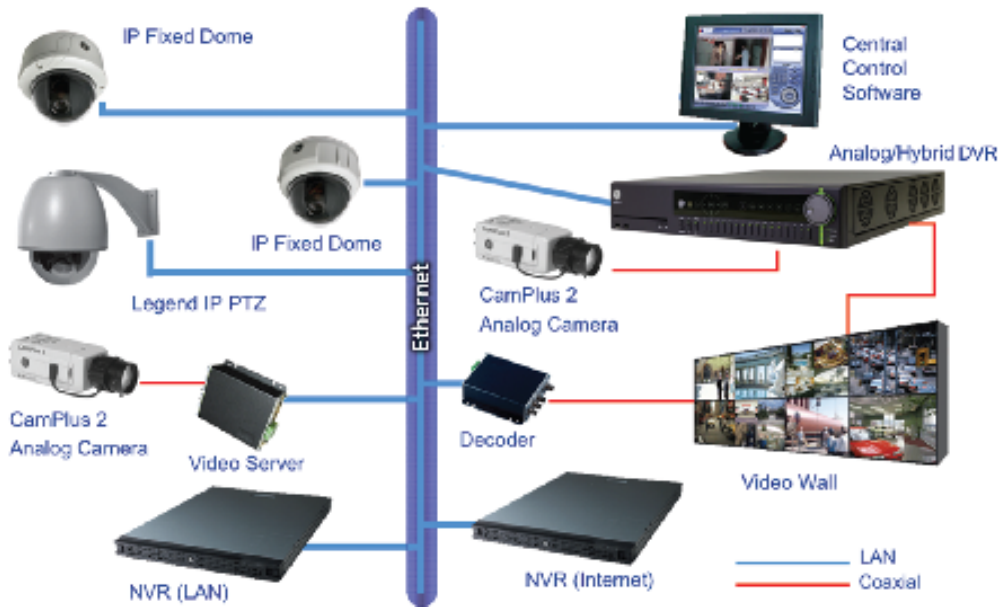 IP Fixed Dome
Central
Control
Software
Analog/Hybrid DVR
IP Fixed Dome
Legend IP PTZ
Ethernet
CamPlus 2
Analog Camera
CamPlus 2
Analog Camera
Video Server
Decoder
Video Wall
NVR (LAN)
NVR (Internet)
LAN
Coaxial